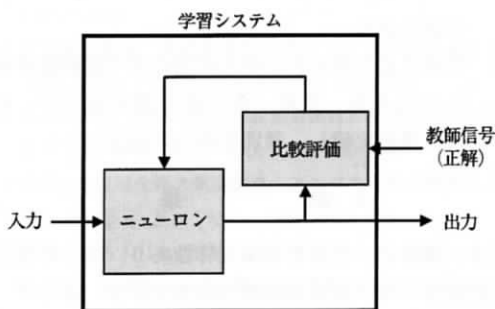 学習システム
比較評価
教師信号
(正解)
入力
ニューロン
出力